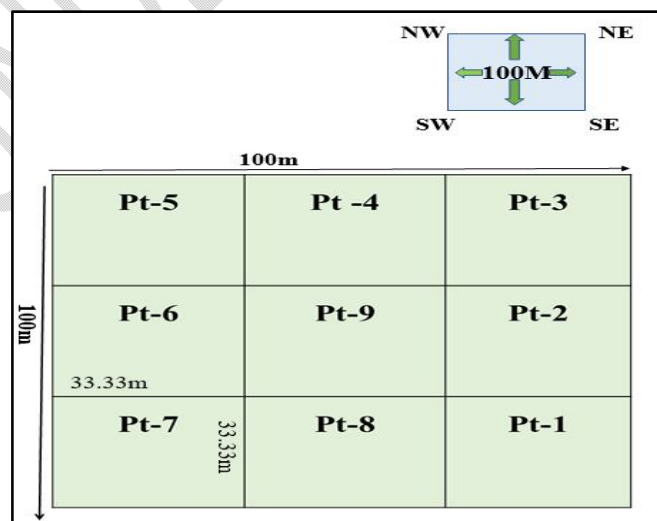 NW NE
100M
SW SE
100m
Pt-5 Pt -4 Pt-3
100m
Pt-6 Pt-9 Pt-2
33.33m
Pt-7 33.33m Pt-8 Pt-1